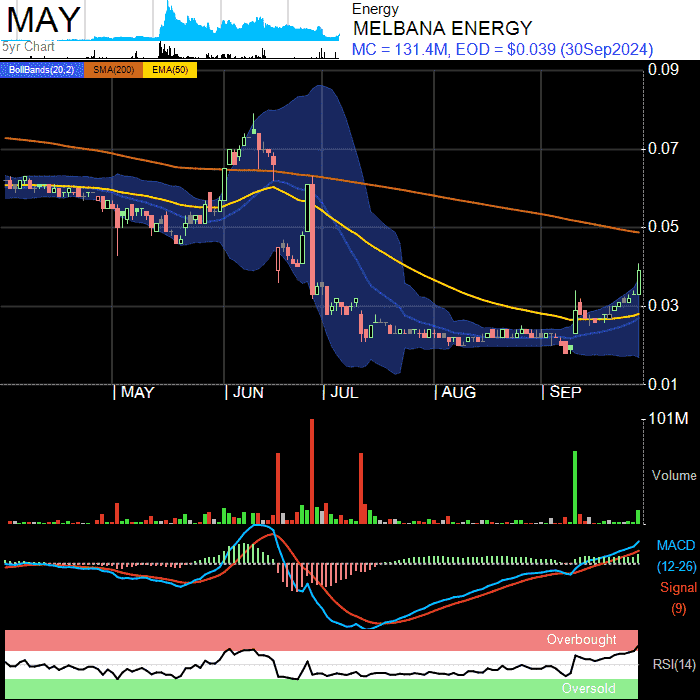 MAY
5yr Chart
Energy
MELBANA ENERGY
MC = 131.4M, EOD = $0.039 (30Sep2024)
BollBands(20,2) SMA(200) EMA(50)
0.09
0.07
0.05
0.03
0.01
MAY JUN JUL AUG SEP
101M
Volume
MACD
(12-26)
Signal
(9)
Overbought
RSI(14)
Oversold